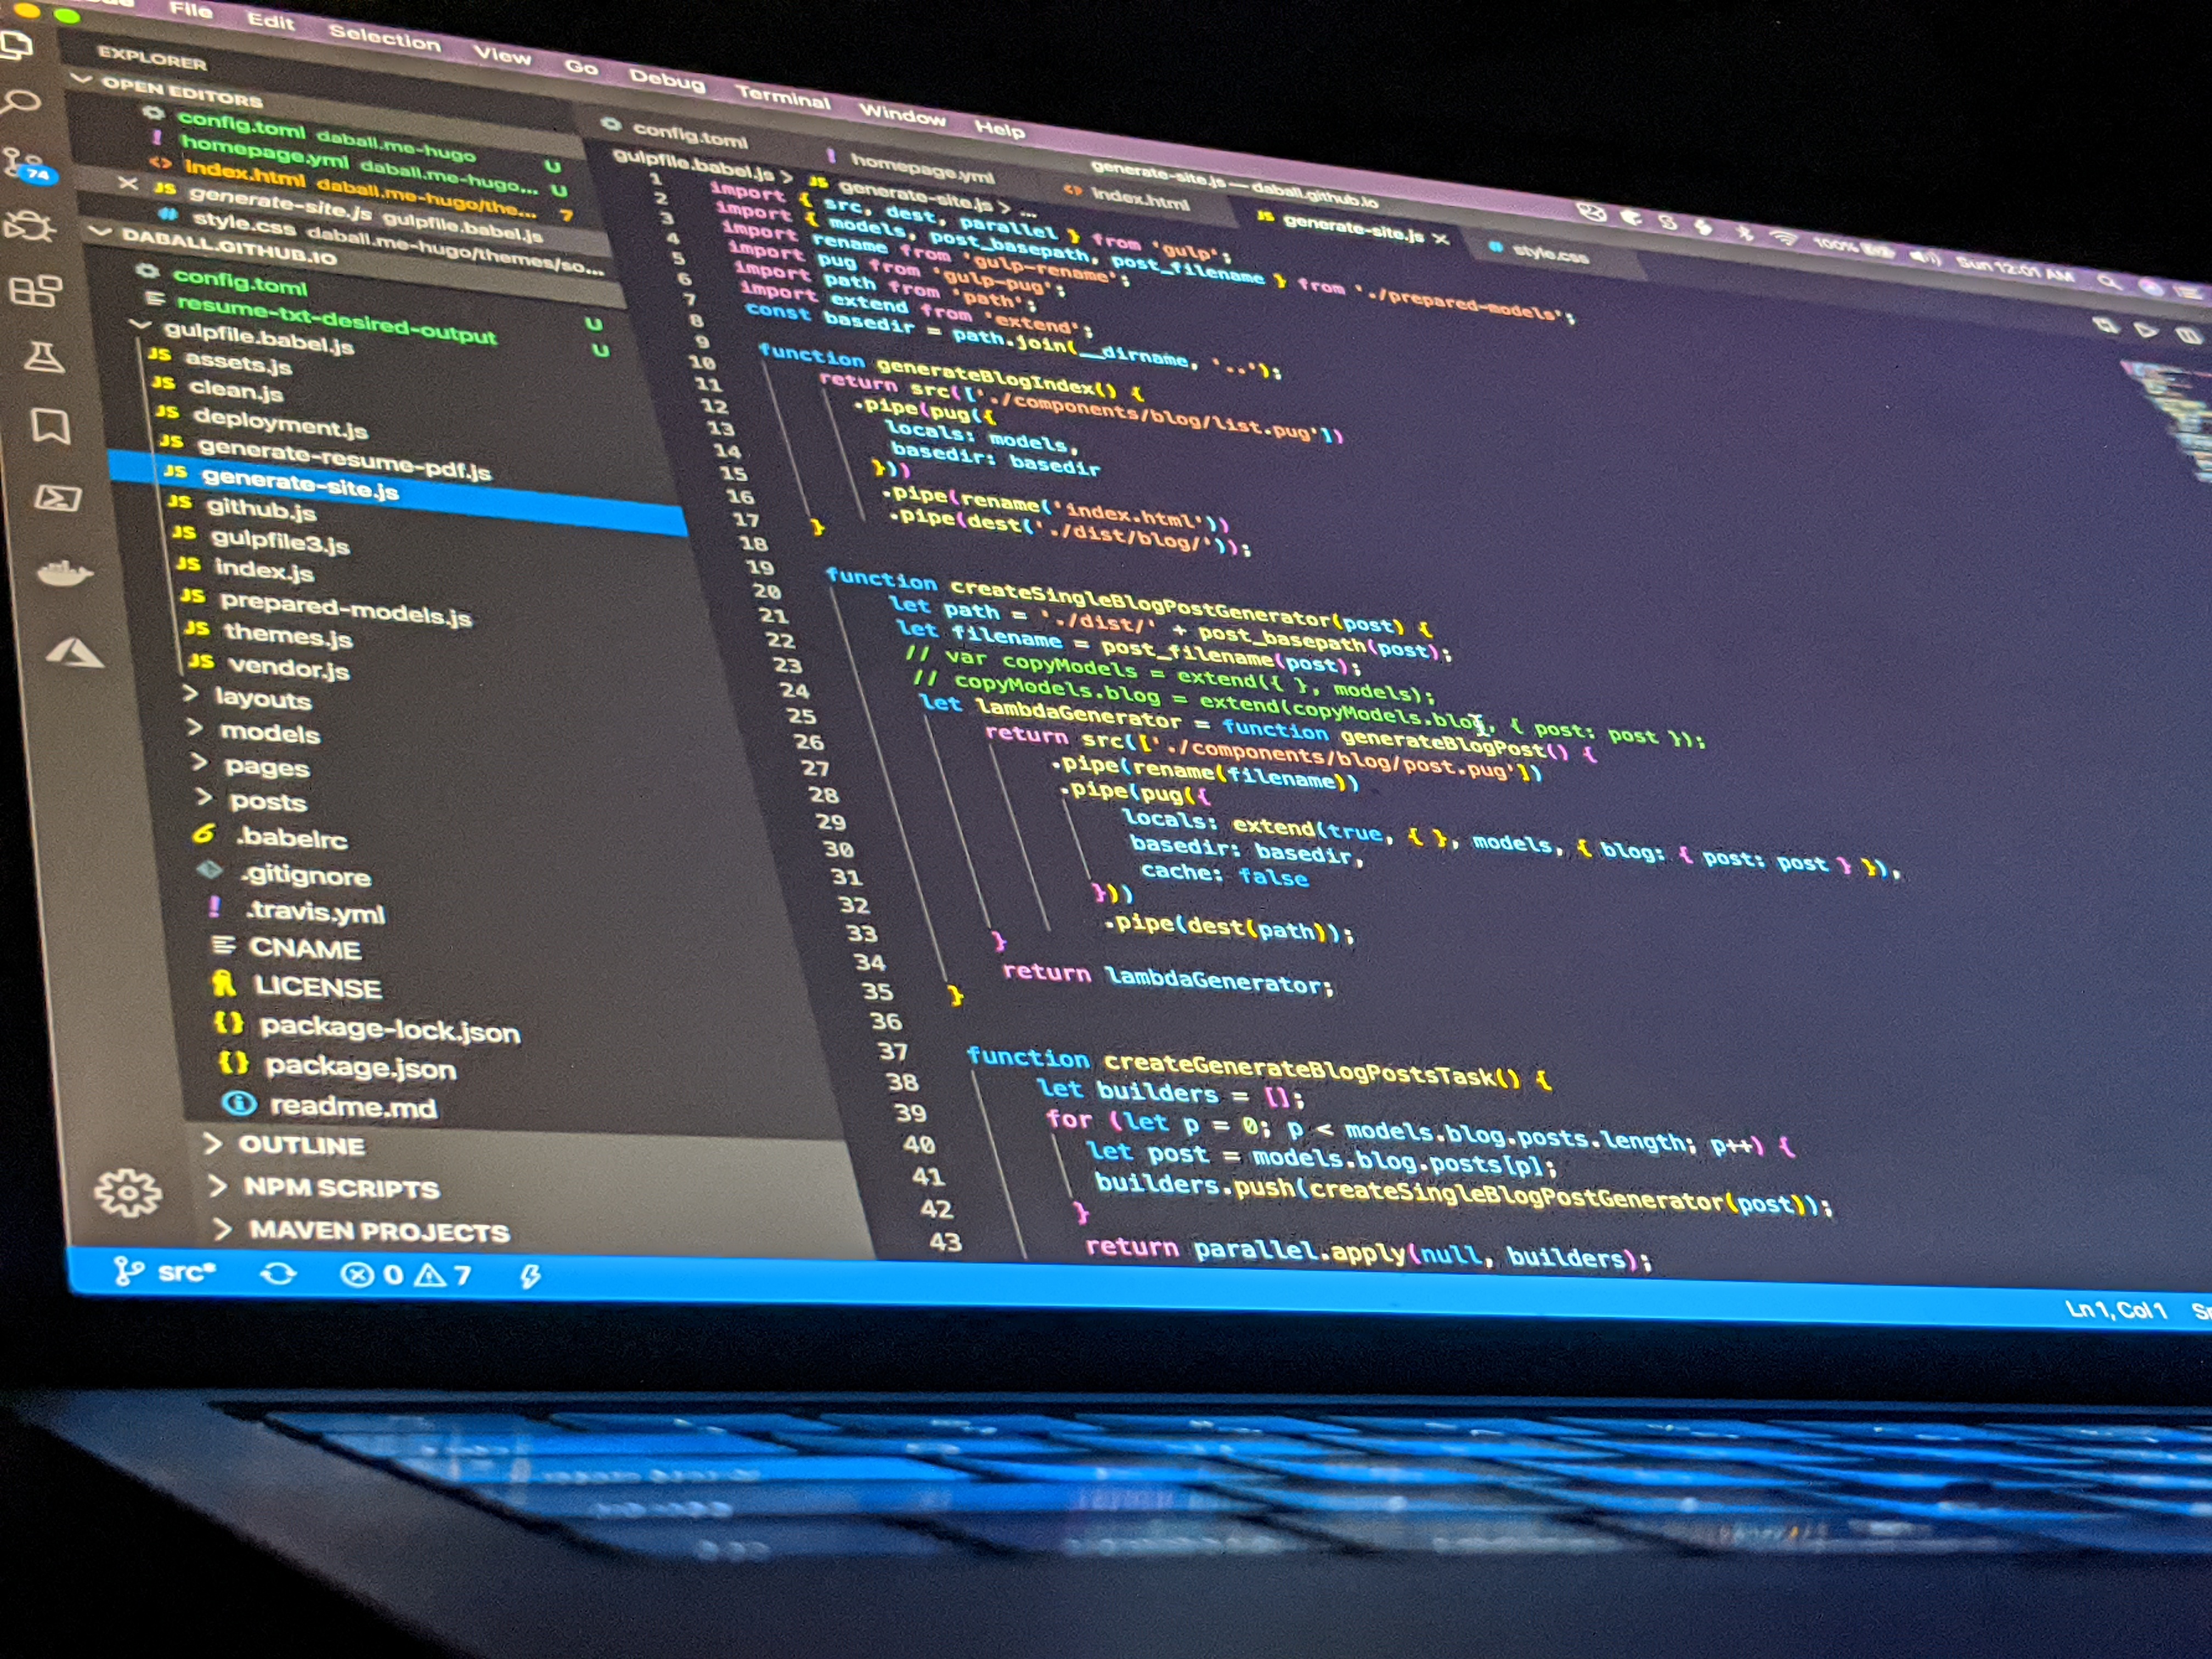 File Edit Selection View Go Debug Terminal Window Help
generate-site.js — daball.github.io
100%
Sun 12:01 AM
EXPLORER
OPEN EDITORS
config.toml daball.me-hugo U
homepage.yml daball.me-hugo... U
index.html daball.me-hugo/the... 7
JS generate-site.js gulpfile.babel.js
# style.css daball.me-hugo/themes/so...
74
DABALL.GITHUB.IO
config.toml U
resume-txt-desired-output U
gulpfile.babel.js
JS assets.js
JS clean.js
JS deployment.js
JS generate-resume-pdf.js
JS generate-site.js
JS github.js
JS gulpfile3.js
JS index.js
JS prepared-models.js
JS themes.js
JS vendor.js
layouts
models
pages
posts
.babelrc
.gitignore
.travis.yml
CNAME
LICENSE
package-lock.json
package.json
readme.md
OUTLINE
NPM SCRIPTS
MAVEN PROJECTS
config.toml
homepage.yml
index.html
JS generate-site.js
style.css
gulpfile.babel.js > JS generate-site.js > ...
1 import { src, dest, parallel } from 'gulp';
2 import { models, post_basepath, post_filename } from './prepared-models';
3 import rename from 'gulp-rename';
4 import pug from 'gulp-pug';
5 import path from 'path';
6 import extend from 'extend';
7 const basedir = path.join(__dirname, '..');
8
9 function generateBlogIndex() {
10 return src(['./components/blog/list.pug'])
11 .pipe(pug({
12 locals: models,
13 basedir: basedir
14 }))
15 .pipe(rename('index.html'))
16 .pipe(dest('./dist/blog/'));
17 }
18
19 function createSingleBlogPostGenerator(post) {
20 let path = './dist/' + post_basepath(post);
21 let filename = post_filename(post);
22 // var copyModels = extend({ }, models);
23 // copyModels.blog = extend(copyModels.blog, { post: post });
24 let lambdaGenerator = function generateBlogPost() {
25 return src(['./components/blog/post.pug'])
26 .pipe(rename(filename))
27 .pipe(pug({
28 locals: extend(true, { }, models, { blog: { post: post } }),
29 basedir: basedir,
30 cache: false
31 }))
32 .pipe(dest(path));
33 }
34 return lambdaGenerator;
35 }
36
37 function createGenerateBlogPostsTask() {
38 let builders = [];
39 for (let p = 0; p < models.blog.posts.length; p++) {
40 let post = models.blog.posts[p];
41 builders.push(createSingleBlogPostGenerator(post));
42 }
43 return parallel.apply(null, builders);
src* 0 7
Ln 1, Col 1